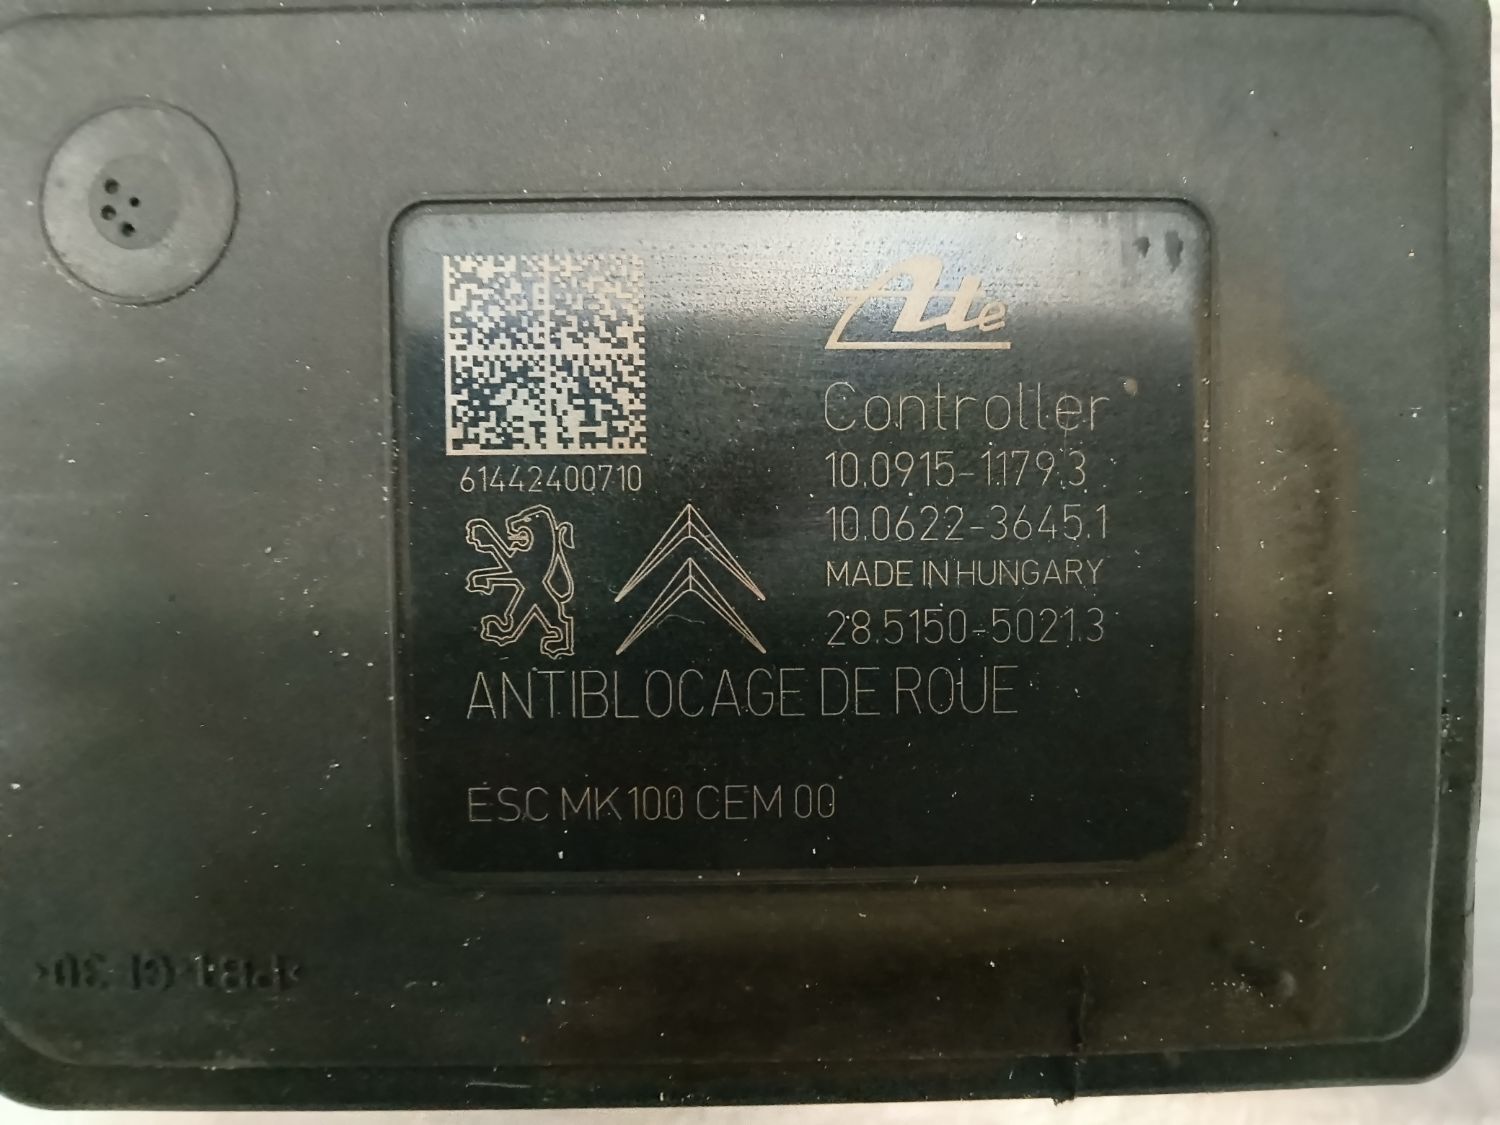 Ate
Controller
10.0915-1179.3
61442400710
10.0622-3645.1
MADE IN HUNGARY
28.5150-5021.3
ANTIBLOCAGE DE ROUE
ESC MK100 CEM 00